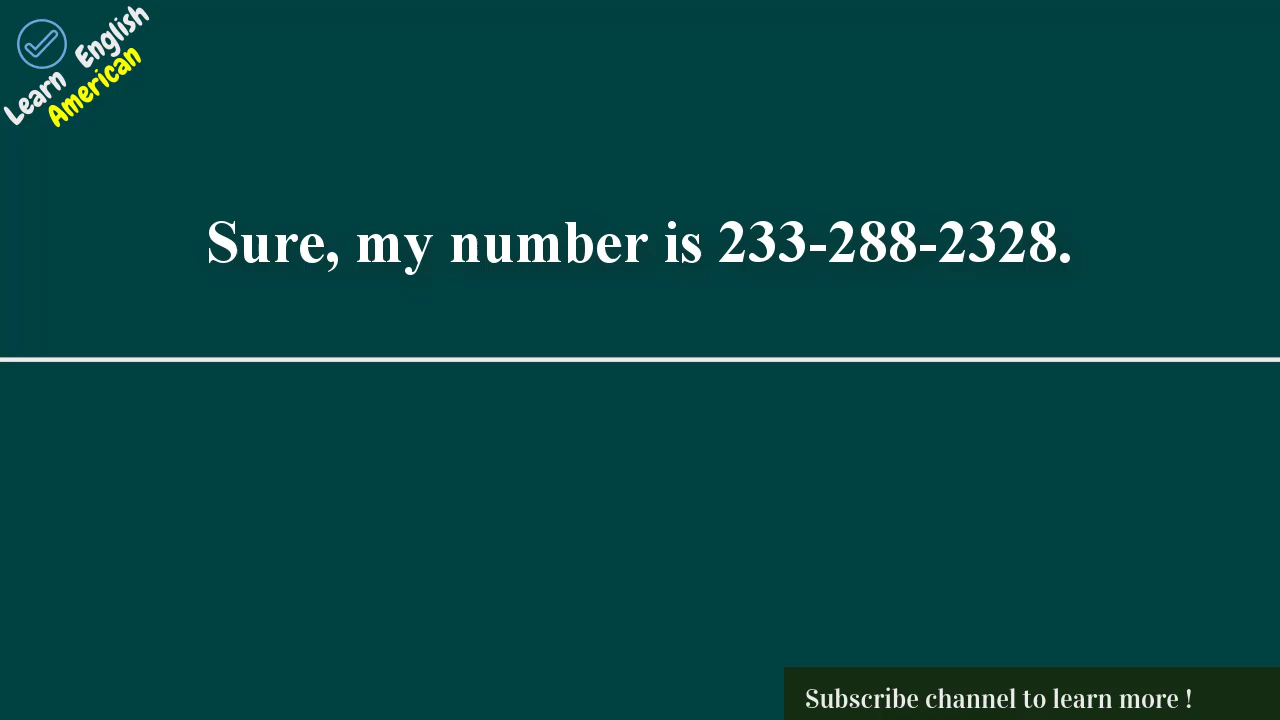 Learn English
American
Sure, my number is 233-288-2328.
Subscribe channel to learn more !